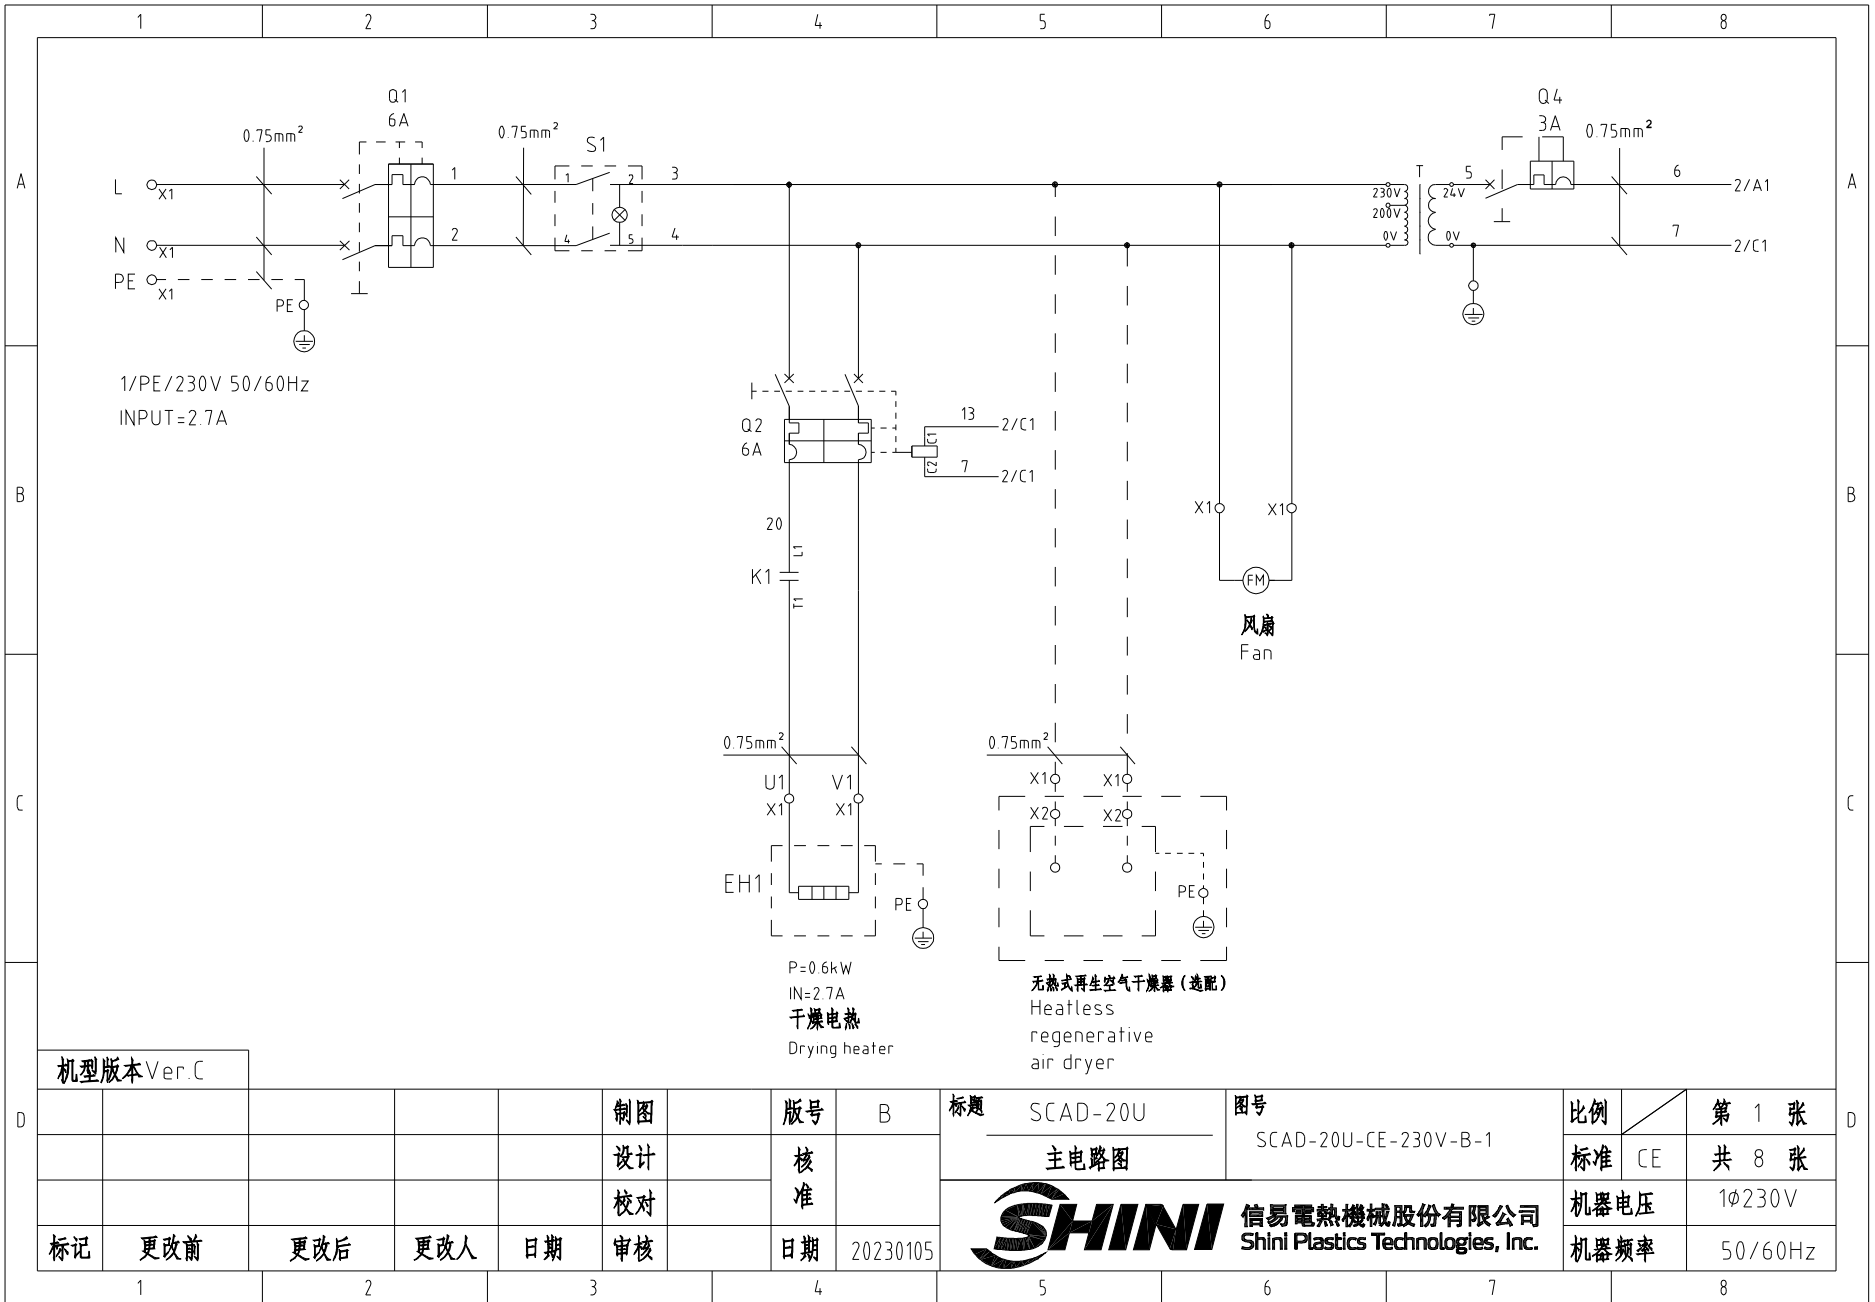 1 2 3 4 5 6 7 8
A
Q1
6A
0.75mm²
0.75mm²
S1
Q4
3A
0.75mm²
L X1
1
1 2
3
230V
200V
0V
T
24V
0V
5
6
2/A1
N X1
2
4 5
4
7
2/C1
PE X1
PE
A
1/PE/230V 50/60Hz
INPUT=2.7A
B
Q2
6A
C1
C2
13
2/C1
7
2/C1
20
L1
K1
T1
X1 X1
FM
风扇
Fan
B
C
0.75mm²
U1 V1
X1 X1
EH1
PE
P=0.6kW
IN=2.7A
干燥电热
Drying heater
0.75mm²
X1 X1
X2 X2
PE
无热式再生空气干燥器（选配）
Heatless
regenerative
air dryer
C
机型版本Ver.C
D
制图
设计
校对
标记 更改前 更改后 更改人 日期 审核
版号 B
核
准
日期 20230105
标题 SCAD-20U
主电路图
图号
SCAD-20U-CE-230V-B-1
比例 第 1 张
标准 CE 共 8 张
机器电压 1φ230V
机器频率 50/60Hz
SHINI
信易電熱機械股份有限公司
Shini Plastics Technologies, Inc.
D
1 2 3 4 5 6 7 8